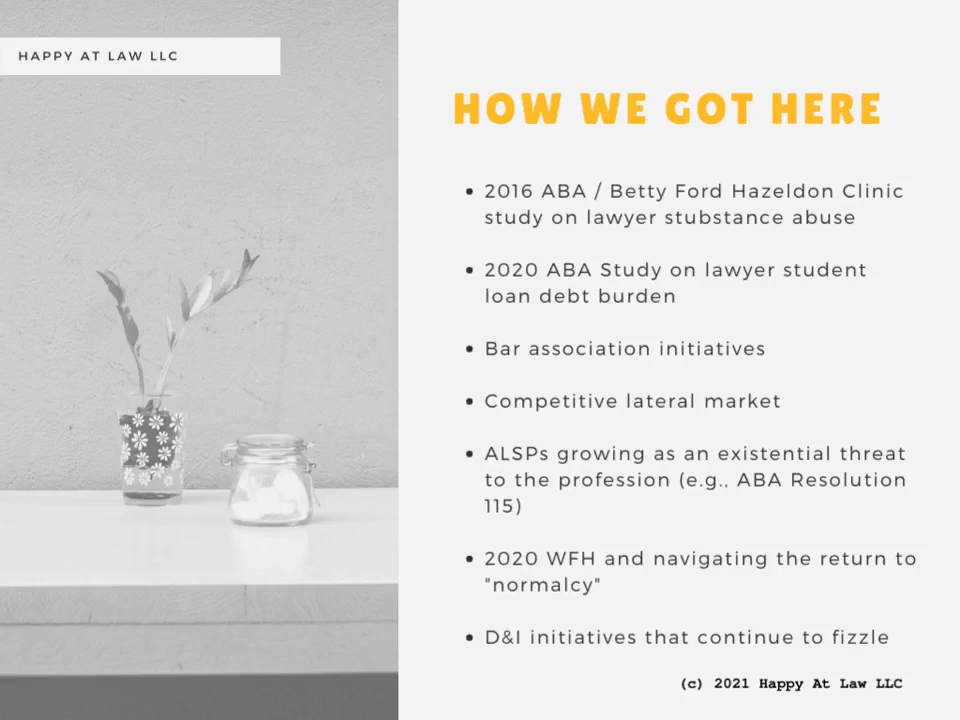 HAPPY AT LAW LLC
HOW WE GOT HERE
• 2016 ABA / Betty Ford Hazeldon Clinic
study on lawyer stubstance abuse
• 2020 ABA Study on lawyer student
loan debt burden
• Bar association initiatives
• Competitive lateral market
• ALSPs growing as an existential threat
to the profession (e.g., ABA Resolution
115)
• 2020 WFH and navigating the return to
"normalcy"
• D&I initiatives that continue to fizzle
(c) 2021 Happy At Law LLC